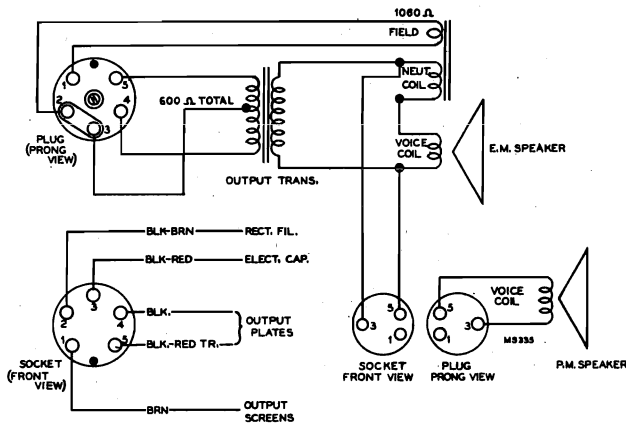 1060 Ω
FIELD
1
5
2
4
3
PLUG
(PRONG
VIEW)
600 Ω TOTAL
OUTPUT TRANS.
NEUT
COIL
VOICE
COIL
E.M. SPEAKER
BLK-BRN
RECT. FIL.
BLK-RED
ELECT. CAP.
3
2
4
1
5
BLK.
BLK-RED TR.
OUTPUT
PLATES
SOCKET
(FRONT
VIEW)
BRN
OUTPUT
SCREENS
3
5
1
SOCKET
FRONT VIEW
5
3
1
PLUG
PRONG VIEW
VOICE
COIL
MS335
P.M. SPEAKER